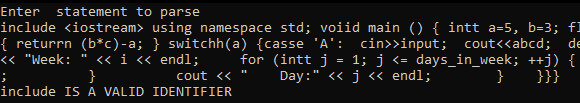 Enter  statement to parse
include <iostream> using namespace std; voiid main () { intt a=5, b=3; fl
{ returrn (b*c)-a; } switchh(a) {casse 'A':  cin>>input;  cout<<abcd;  de
<< "Week: " << i << endl;     for (intt j = 1; j <= days_in_week; ++j) {
;        }        cout << "    Day:" << j << endl;        }    }}}
include IS A VALID IDENTIFIER